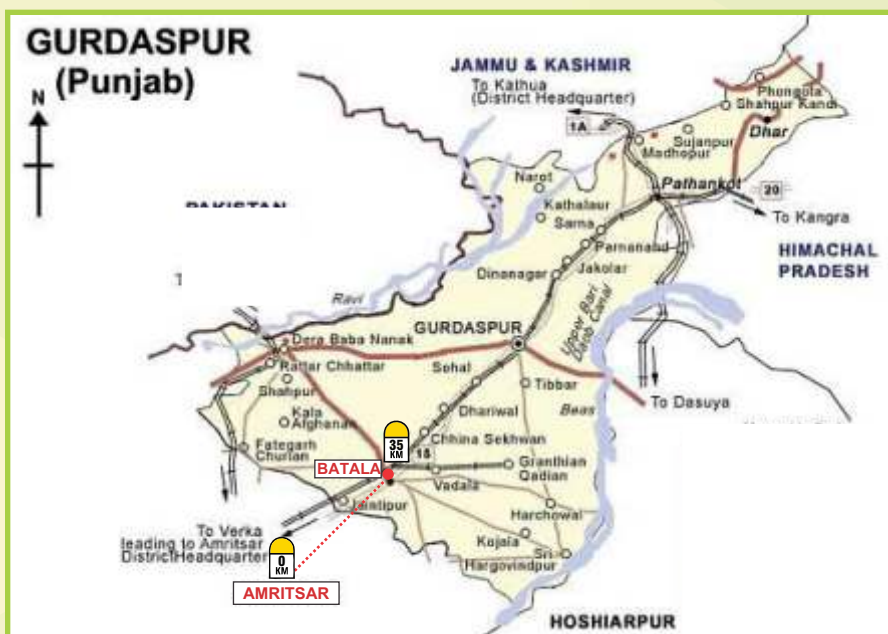 GURDASPUR
(Punjab)
N
JAMMU & KASHMIR
To Kathua
(District Headquarter)
1A
Phongota
Shahpur Kandi
Dhar
Sujanpur
Madhopur
Narot
Pathankot
20
To Kangra
Kathalaur
Sarna
HIMACHAL
PRADESH
Parnanand
Jakolar
Dinanagar
Ravi
Upper Bari
Doab Canal
GURDASPUR
Dera Baba Nanak
Rattar Chhattar
Sohal
Tibbar
Shahpur
Beas
To Dasuya
Kala
Afghanan
Dhariwal
35
KM
Chhina Sekhwan
15
Fategarh
Churian
BATALA
Granthian
Qadian
Vadala
Jaintipur
Harchowal
To Verka
leading to Amritsar
District Headquarter
0
KM
Kojala
Sri
Hargovindpur
AMRITSAR
HOSHIARPUR